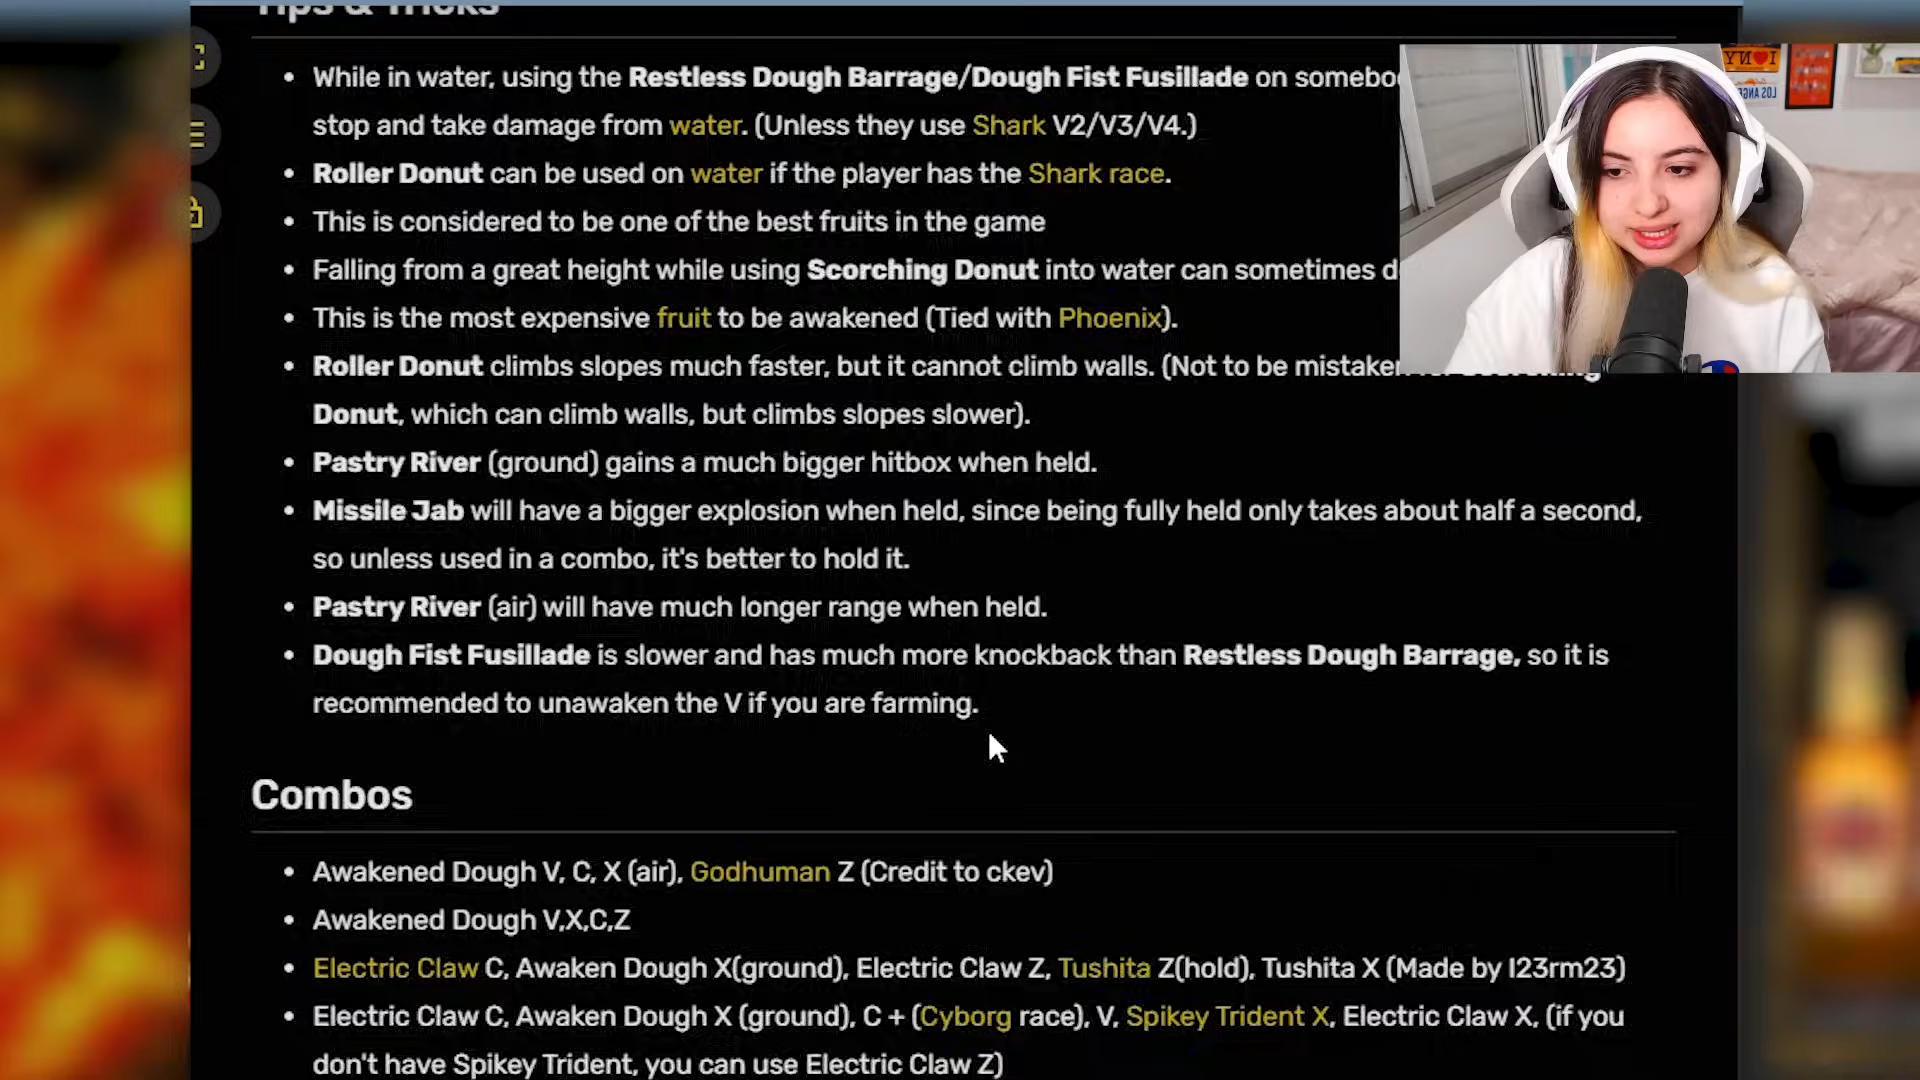 Tips & Tricks
While in water, using the Restless Dough Barrage/Dough Fist Fusillade on
stop and take damage from water. (Unless they use Shark V2/V3/V4.)
Roller Donut can be used on water if the player has the Shark race.
This is considered to be one of the best fruits in the game
Falling from a great height while using Scorching Donut into water can sometimes
This is the most expensive fruit to be awakened (Tied with Phoenix).
Roller Donut climbs slopes much faster, but it cannot climb walls. (Not to be
Donut, which can climb walls, but climbs slopes slower).
Pastry River (ground) gains a much bigger hitbox when held.
Missile Jab will have a bigger explosion when held, since being fully held only takes about half a second,
so unless used in a combo, it's better to hold it.
Pastry River (air) will have much longer range when held.
Dough Fist Fusillade is slower and has much more knockback than Restless Dough Barrage, so it is
recommended to unawaken the V if you are farming.
Combos
Awakened Dough V, C, X (air), Godhuman Z (Credit to ckev)
Awakened Dough V,X,C,Z
Electric Claw C, Awaken Dough X(ground), Electric Claw Z, Tushita Z(hold), Tushita X (Made by I23rm23)
Electric Claw C, Awaken Dough X (ground), C + (Cyborg race), V, Spikey Trident X, Electric Claw X, (if you
don't have Spikey Trident, you can use Electric Claw Z)